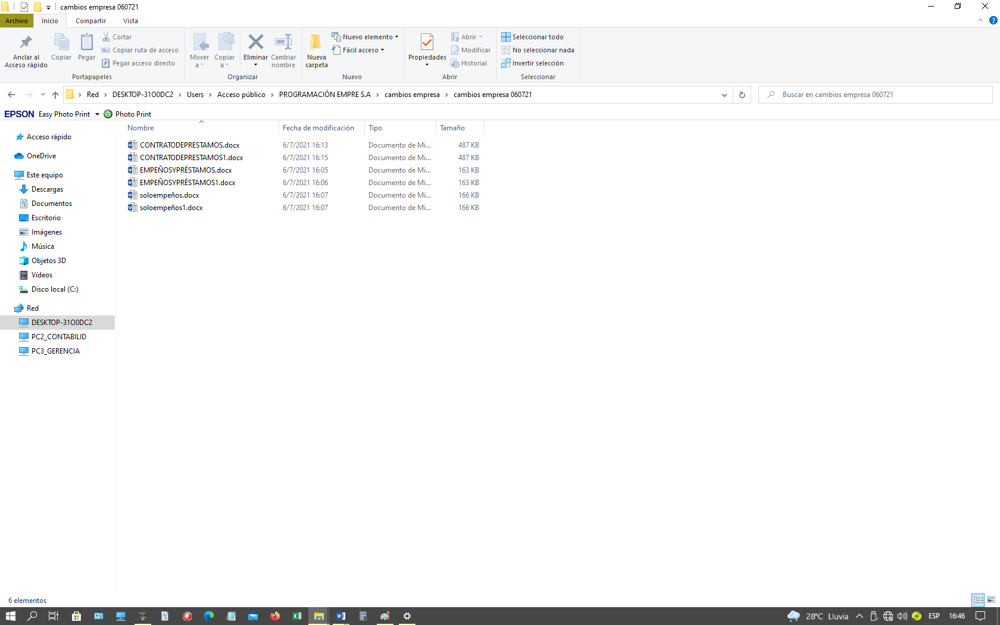 cambios empresa 060721
Archivo Inicio Compartir Vista
Anclar al Acceso rápido
Copiar
Pegar
Cortar
Copiar ruta de acceso
Pegar acceso directo
Portapapeles
Mover a
Copiar a
Eliminar
Cambiar nombre
Organizar
Nueva carpeta
Nuevo elemento
Fácil acceso
Nuevo
Propiedades
Abrir
Modificar
Historial
Abrir
Seleccionar todo
No seleccionar nada
Invertir selección
Seleccionar
Red > DESKTOP-31O0DC2 > Users > Acceso público > PROGRAMACIÓN EMPRE S.A > cambios empresa > cambios empresa 060721
Buscar en cambios empresa 060721
EPSON Easy Photo Print Photo Print
Acceso rápido
OneDrive
Este equipo
Descargas
Documentos
Escritorio
Imágenes
Música
Objetos 3D
Vídeos
Disco local (C:)
Red
DESKTOP-31O0DC2
PC2_CONTABILID
PC3_GERENCIA
Nombre Fecha de modificación Tipo Tamaño
CONTRATODEPRESTAMOS.docx 6/7/2021 16:13 Documento de Mi... 487 KB
CONTRATODEPRESTAMOS1.docx 6/7/2021 16:15 Documento de Mi... 487 KB
EMPEÑOSYPRÉSTAMOS.docx 6/7/2021 16:05 Documento de Mi... 163 KB
EMPEÑOSYPRÉSTAMOS1.docx 6/7/2021 16:06 Documento de Mi... 163 KB
soloempeños.docx 6/7/2021 16:07 Documento de Mi... 166 KB
soloempeños1.docx 6/7/2021 16:07 Documento de Mi... 166 KB
6 elementos
28°C Lluvia ESP 16:46